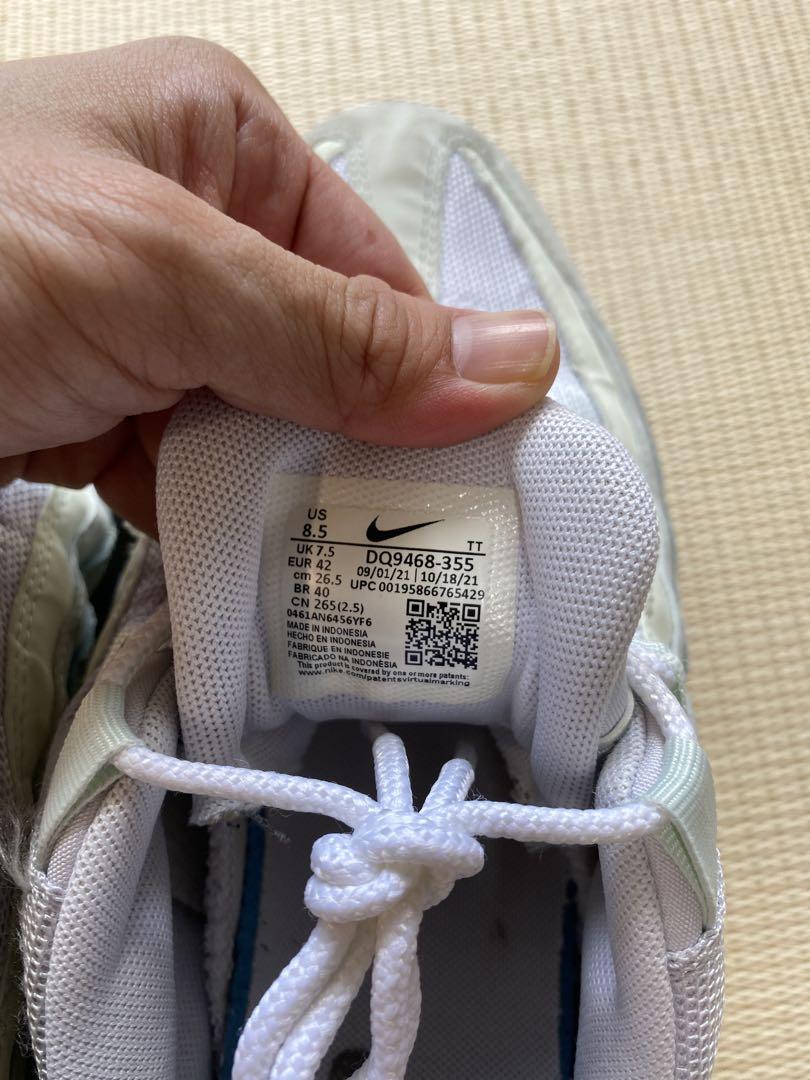 US
8.5
TT
UK 7.5
DQ9468-355
EUR 42
09/01/21 | 10/18/21
cm 26.5
UPC 00195866765429
BR 40
CN 265(2.5)
0461AN6456YF6
MADE IN INDONESIA
HECHO EN INDONESIA
FABRIQUE EN INDONESIE
FABRICADO NA INDONÉSIA
This product is covered by one or more patents:
www.nike.com/patentsvirtualmarking